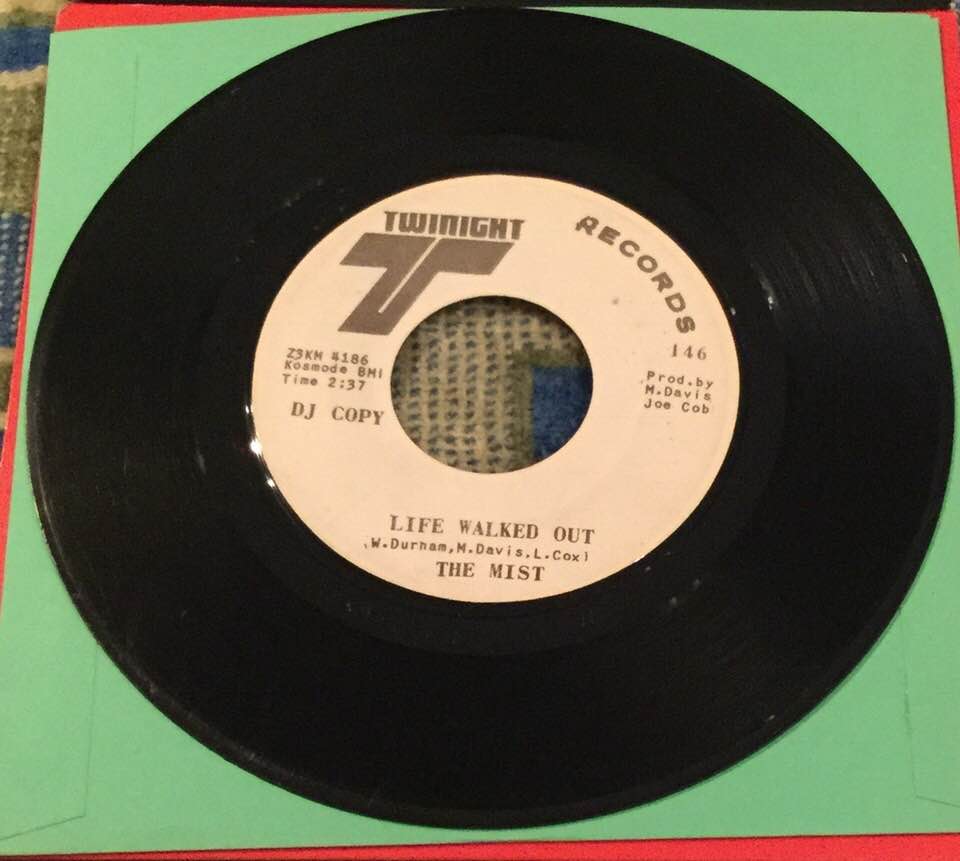 TWINIGHT
RECORDS
146
Z3KM 4186
Kosmode BMI
Time 2:37
DJ COPY
Prod.by
M.Davis
Joe Cob
LIFE WALKED OUT
(W.Durham,M.Davis,L.Cox)
THE MIST